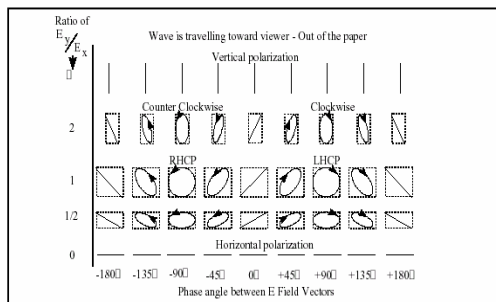 Ratio of
E_y
E_x
Wave is travelling toward viewer - Out of the paper
Vertical polarization
Counter Clockwise Clockwise
2
RHCP LHCP
1
1/2
Horizontal polarization
0
-180 -135 -90 -45 0 +45 +90 +135 +180
Phase angle between E Field Vectors